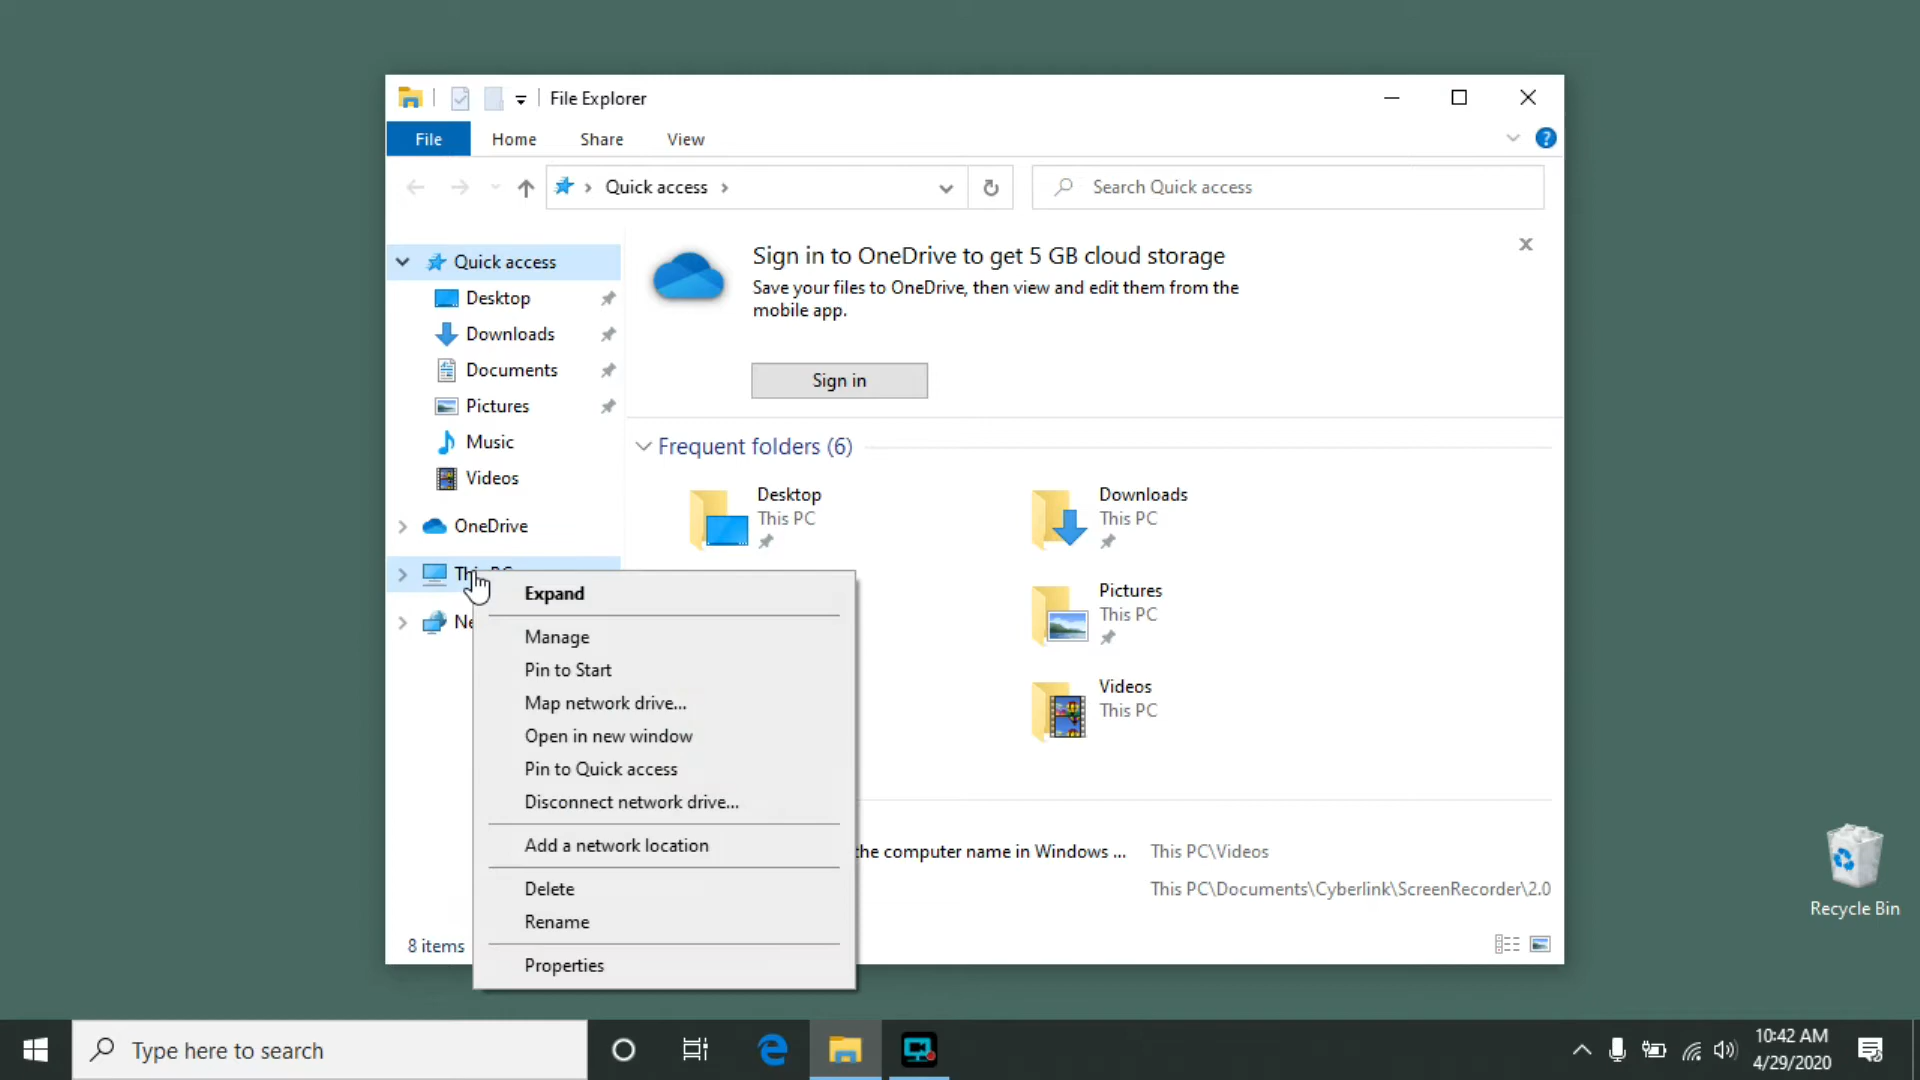 File Explorer
File
Home
Share
View
?
Quick access
Search Quick access
Quick access
Desktop
Downloads
Documents
Pictures
Music
Videos
OneDrive
8 items
Sign in to OneDrive to get 5 GB cloud storage
Save your files to OneDrive, then view and edit them from the
mobile app.
Sign in
Frequent folders (6)
Desktop
This PC
Downloads
This PC
Pictures
This PC
Videos
This PC
the computer name in Windows ...
This PC\Videos
This PC\Documents\Cyberlink\ScreenRecorder\2.0
Expand
Manage
Pin to Start
Map network drive...
Open in new window
Pin to Quick access
Disconnect network drive...
Add a network location
Delete
Rename
Properties
Recycle Bin
Type here to search
10:42 AM
4/29/2020